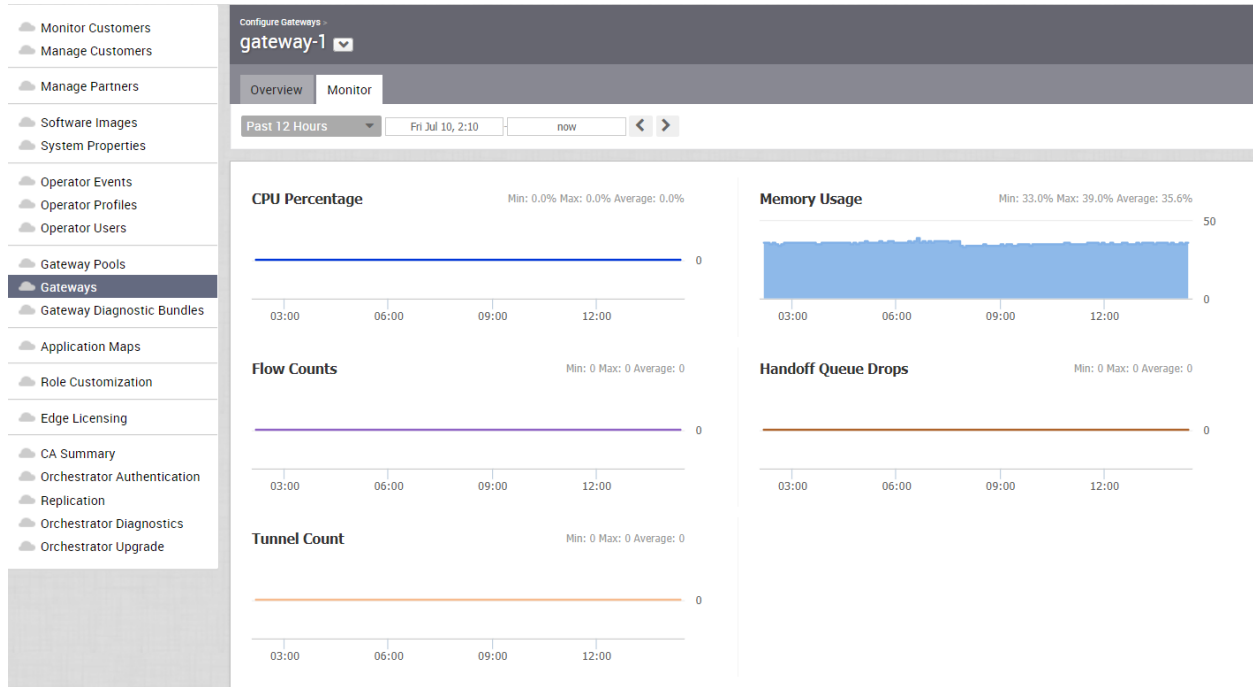 Monitor Customers
Manage Customers
Manage Partners
Software Images
System Properties
Operator Events
Operator Profiles
Operator Users
Gateway Pools
Gateways
Gateway Diagnostic Bundles
Application Maps
Role Customization
Edge Licensing
CA Summary
Orchestrator Authentication
Replication
Orchestrator Diagnostics
Orchestrator Upgrade
Configure Gateways >
gateway-1
Overview Monitor
Past 12 Hours Fri Jul 10, 2:10 - now
CPU Percentage Min: 0.0% Max: 0.0% Average: 0.0%
0
03:00 06:00 09:00 12:00
Memory Usage Min: 33.0% Max: 39.0% Average: 35.6%
50
0
03:00 06:00 09:00 12:00
Flow Counts Min: 0 Max: 0 Average: 0
0
03:00 06:00 09:00 12:00
Handoff Queue Drops Min: 0 Max: 0 Average: 0
0
03:00 06:00 09:00 12:00
Tunnel Count Min: 0 Max: 0 Average: 0
0
03:00 06:00 09:00 12:00